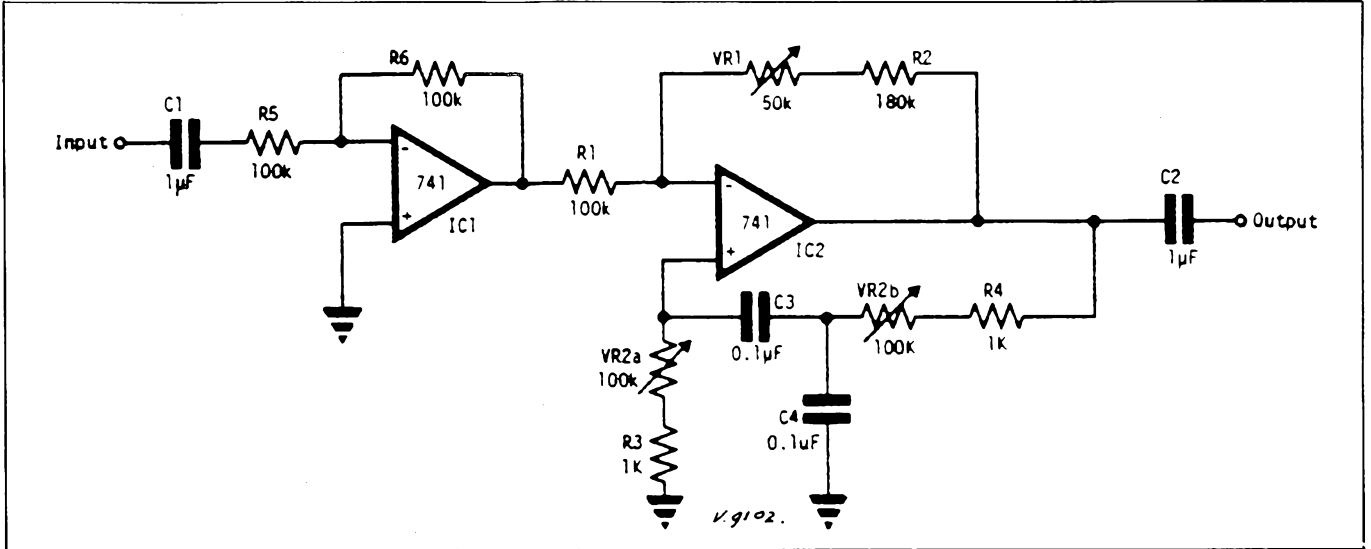 R6
100k
VR1
50k
R2
180k
C1
1µF
Input
R5
100k
-
741
+
IC1
R1
100k
-
741
+
IC2
C2
1µF
Output
C3
0.1µF
VR2b
100K
R4
1K
VR2a
100k
C4
0.1uF
R3
1K
V.9102.